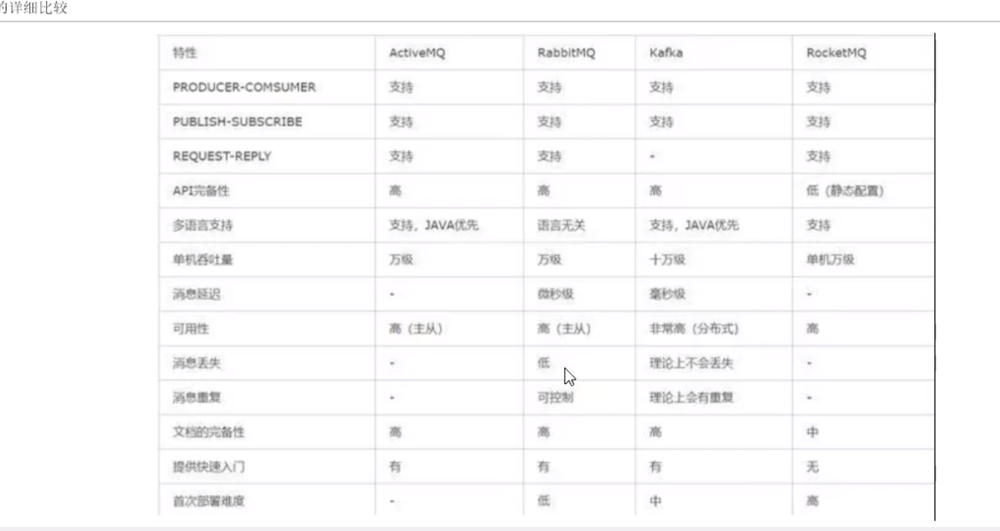 的详细比较
特性 ActiveMQ RabbitMQ Kafka RocketMQ
PRODUCER-COMSUMER 支持 支持 支持 支持
PUBLISH-SUBSCRIBE 支持 支持 支持 支持
REQUEST-REPLY 支持 支持 - 支持
API完备性 高 高 高 低（静态配置）
多语言支持 支持，JAVA优先 语言无关 支持，JAVA优先 支持
单机吞吐量 万级 万级 十万级 单机万级
消息延迟 - 微秒级 毫秒级 -
可用性 高（主从） 高（主从） 非常高（分布式） 高
消息丢失 - 低 理论上不会丢失 -
消息重复 - 可控制 理论上会有重复 -
文档的完备性 高 高 高 中
提供快速入门 有 有 有 无
首次部署难度 - 低 中 高